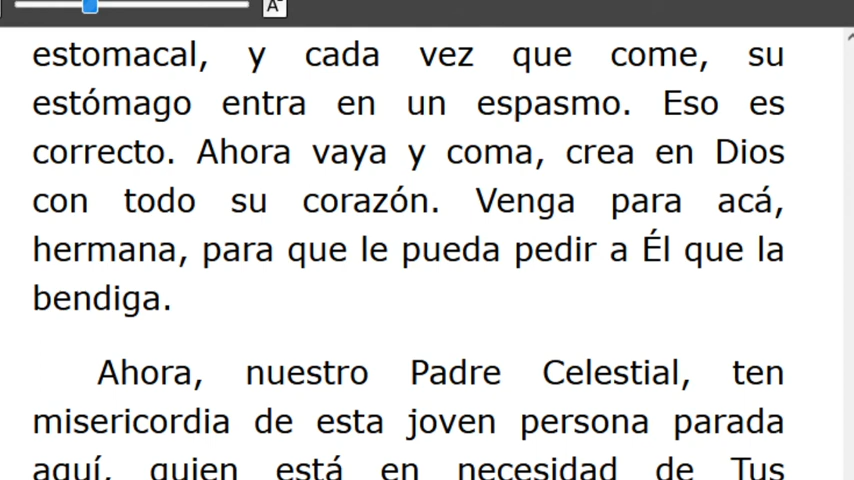 A
estomacal, y cada vez que come, su
estómago entra en un espasmo. Eso es
correcto. Ahora vaya y coma, crea en Dios
con todo su corazón. Venga para acá,
hermana, para que le pueda pedir a Él que la
bendiga.
Ahora, nuestro Padre Celestial, ten
misericordia de esta joven persona parada
aquí, quien está en necesidad de Tus